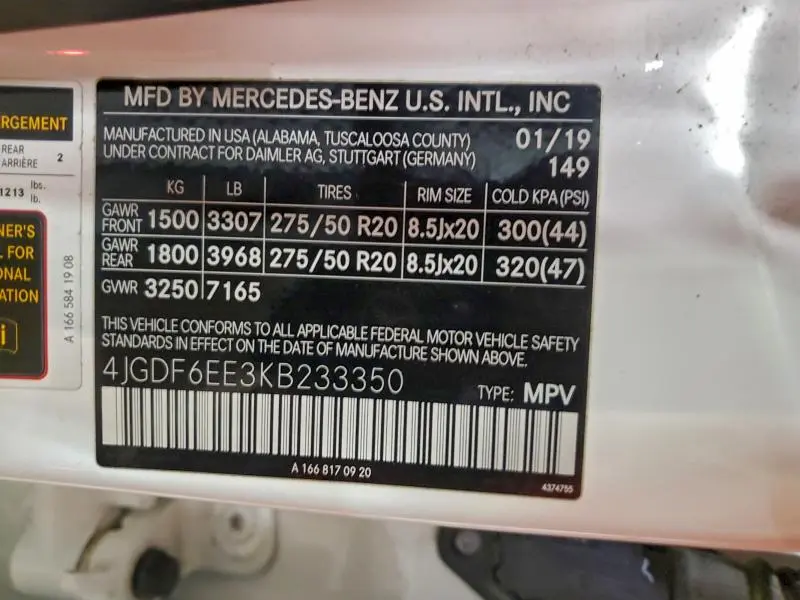 ERGEMENT
REAR
ARRIÈRE 2
1213 lbs.
lb.
NER'S
FOR
ONAL
ATION
i
A 166 584 19 08
MFD BY MERCEDES-BENZ U.S. INTL., INC
MANUFACTURED IN USA (ALABAMA, TUSCALOOSA COUNTY) 01/19
UNDER CONTRACT FOR DAIMLER AG, STUTTGART (GERMANY) 149
KG LB TIRES RIM SIZE COLD KPA(PSI)
GAWR FRONT 1500 3307 275/50 R20 8.5Jx20 300(44)
GAWR REAR 1800 3968 275/50 R20 8.5Jx20 320(47)
GVWR 3250 7165
THIS VEHICLE CONFORMS TO ALL APPLICABLE FEDERAL MOTOR VEHICLE SAFETY
STANDARDS IN EFFECT ON THE DATE OF MANUFACTURE SHOWN ABOVE.
4JGDF6EE3KB233350
TYPE: MPV
A 166 817 09 20
4374755